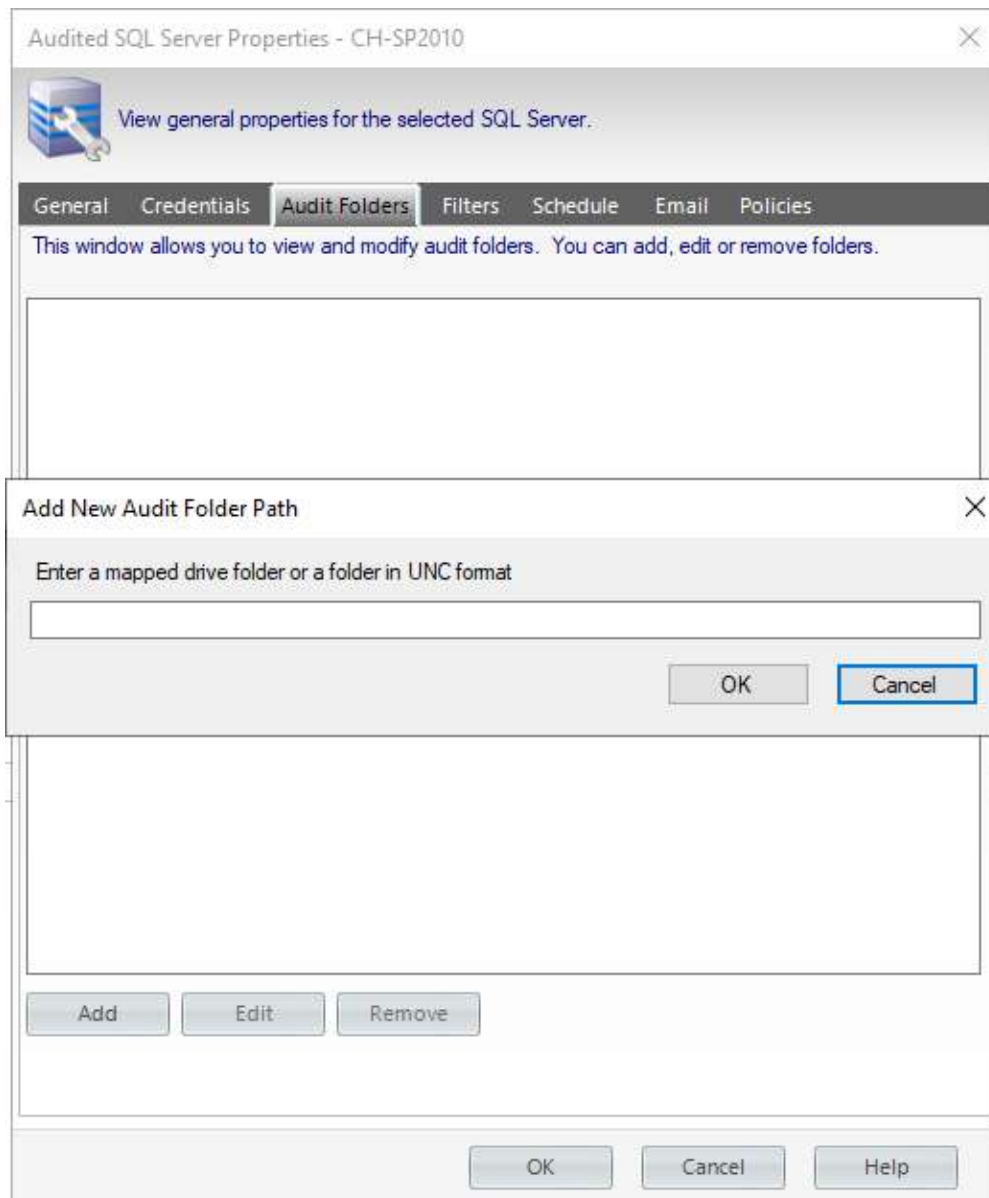 Audited SQL Server Properties - CH-SP2010
View general properties for the selected SQL Server.
General Credentials Audit Folders Filters Schedule Email Policies
This window allows you to view and modify audit folders. You can add, edit or remove folders.
Add New Audit Folder Path
Enter a mapped drive folder or a folder in UNC format
OK Cancel
Add Edit Remove
OK Cancel Help